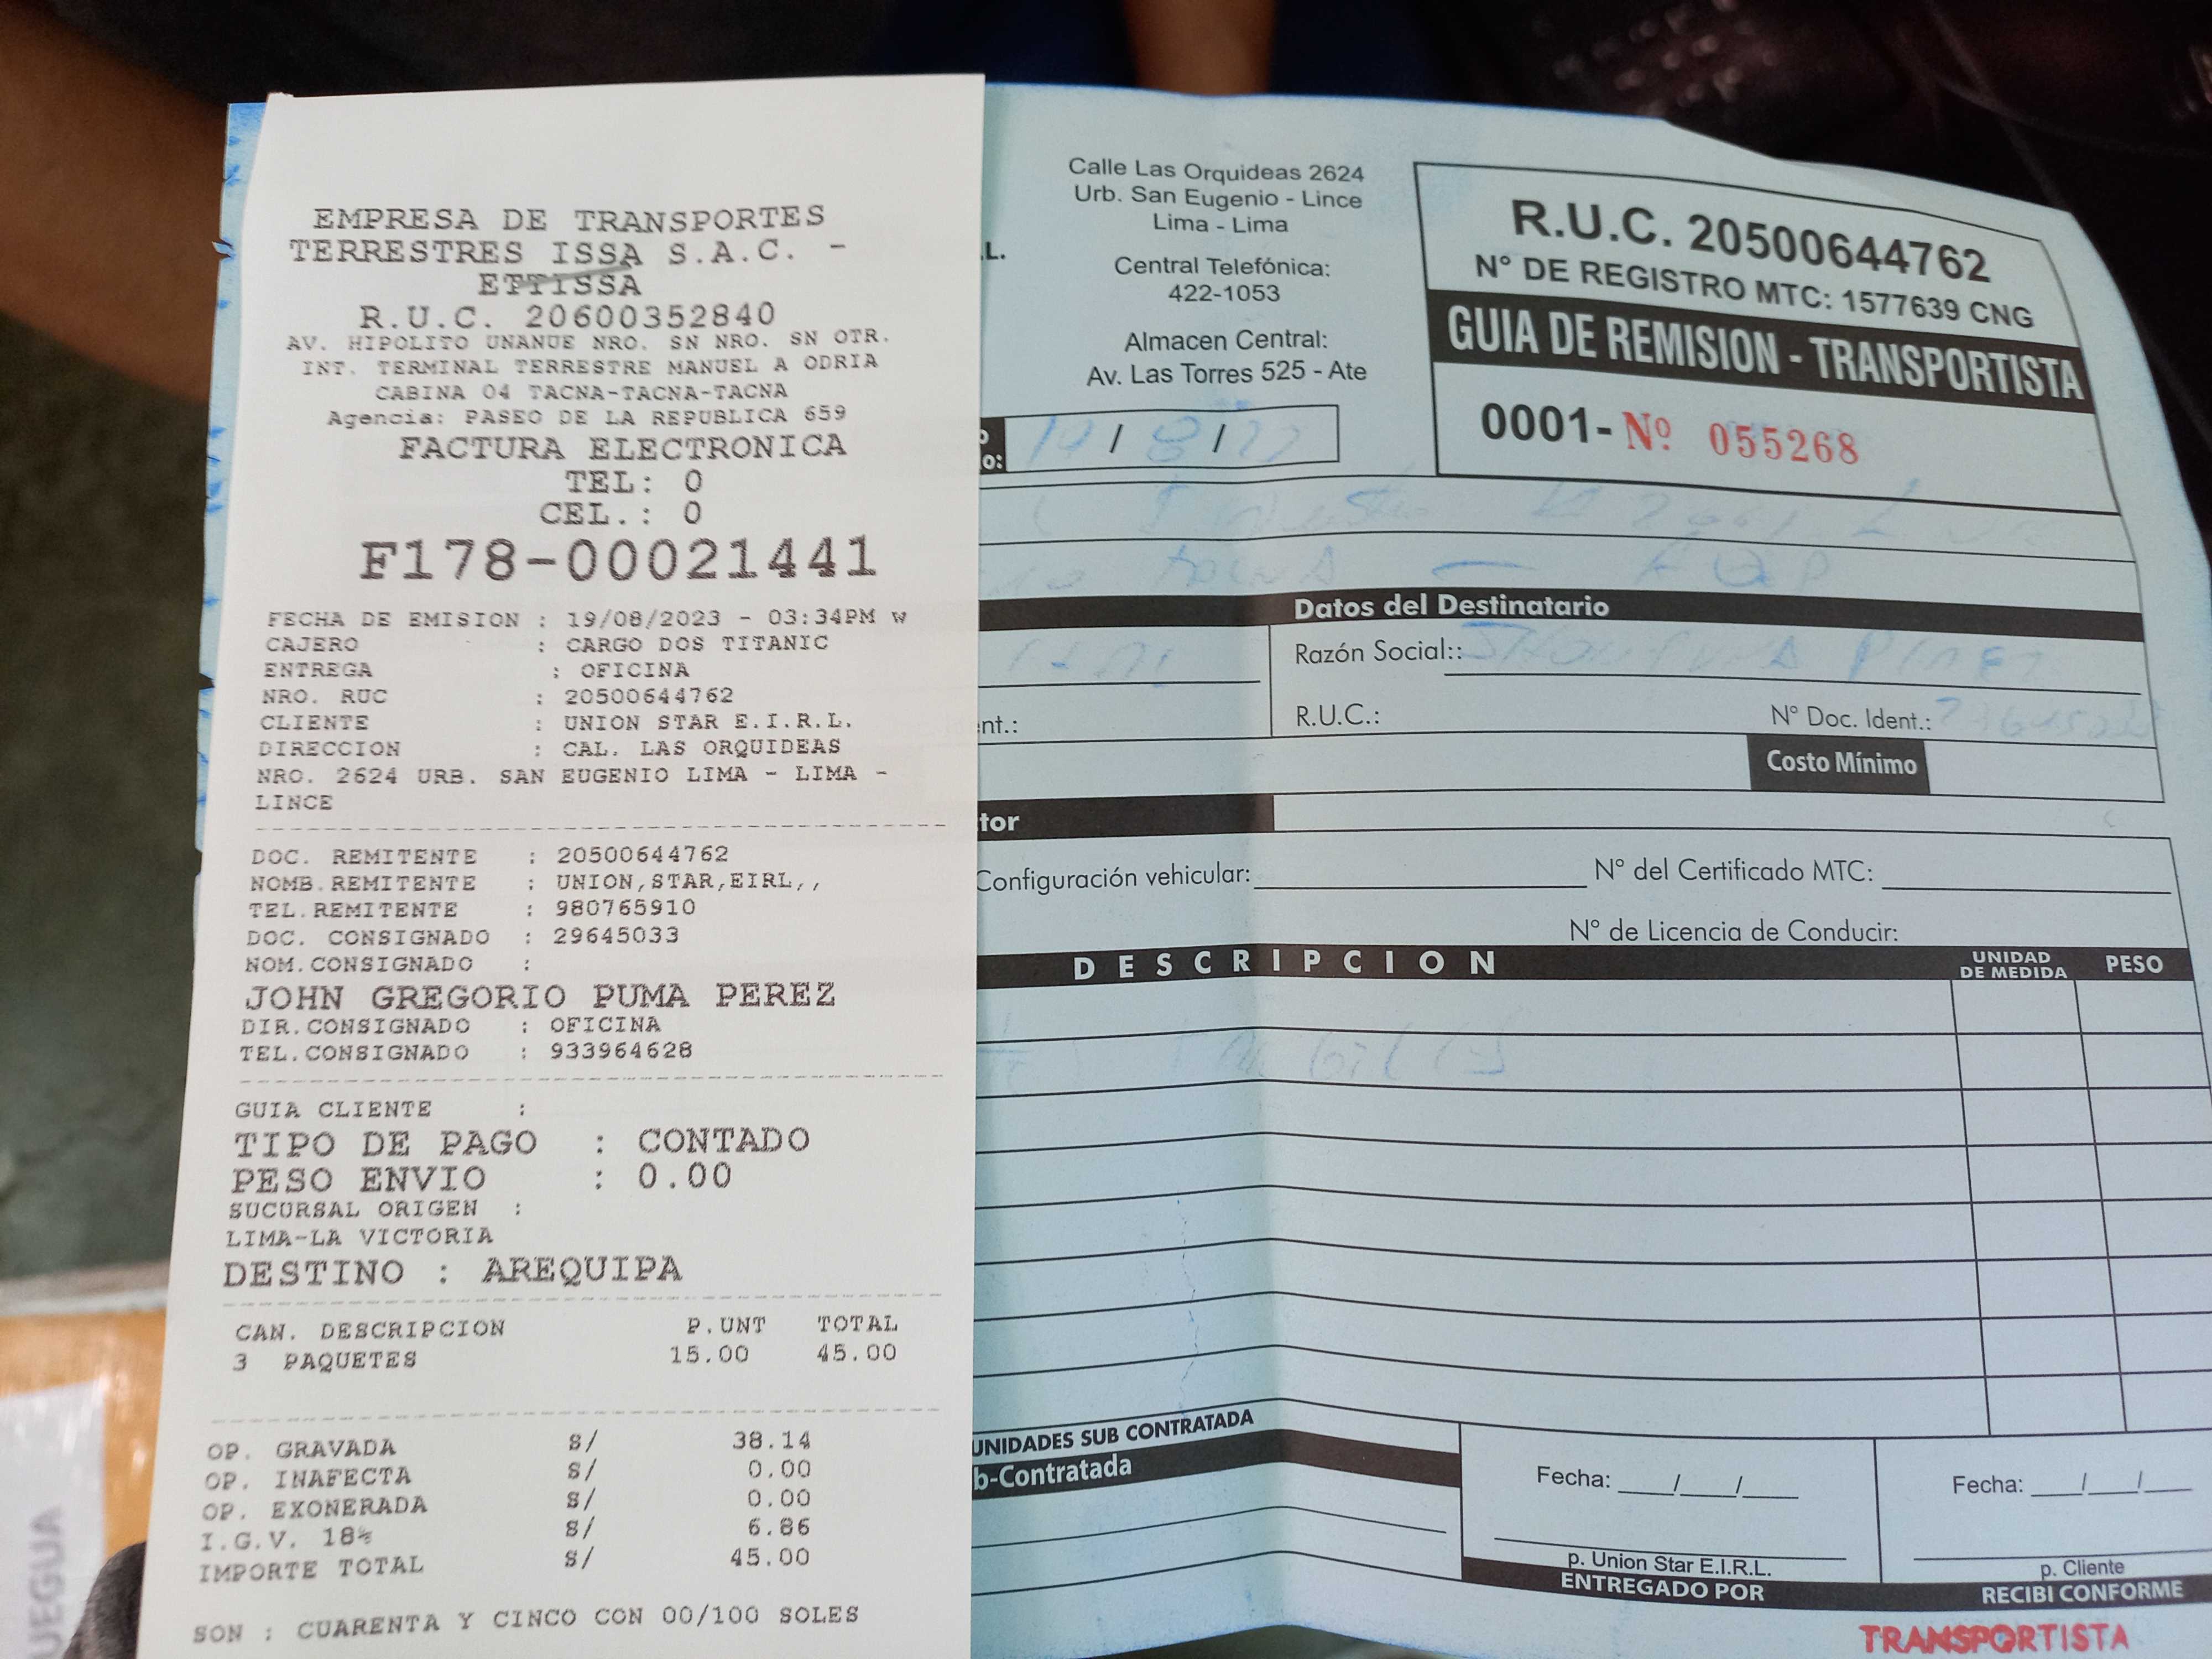 EMPRESA DE TRANSPORTES
TERRESTRES ISSA S.A.C. -
ETTISSA
R.U.C. 20600352840
AV. HIPOLITO UNANUE NRO. SN NRO. SN OTR.
INT. TERMINAL TERRESTRE MANUEL A ODRIA
CABINA 04 TACNA-TACNA-TACNA
Agencia: PASEO DE LA REPUBLICA 659
FACTURA ELECTRONICA
TEL: 0
CEL.: 0
F178-00021441
FECHA DE EMISION : 19/08/2023 - 03:34PM w
CAJERO : CARGO DOS TITANIC
ENTREGA : OFICINA
NRO. RUC : 20500644762
CLIENTE : UNION STAR E.I.R.L.
DIRECCION : CAL. LAS ORQUIDEAS
NRO. 2624 URB. SAN EUGENIO LIMA - LIMA -
LINCE
DOC. REMITENTE : 20500644762
NOMB.REMITENTE : UNION,STAR,EIRL,,
TEL.REMITENTE : 980765910
DOC. CONSIGNADO : 29645033
NOM.CONSIGNADO :
JOHN GREGORIO PUMA PEREZ
DIR.CONSIGNADO : OFICINA
TEL.CONSIGNADO : 933964628
GUIA CLIENTE :
TIPO DE PAGO : CONTADO
PESO ENVIO : 0.00
SUCURSAL ORIGEN :
LIMA-LA VICTORIA
DESTINO : AREQUIPA
CAN. DESCRIPCION P.UNT TOTAL
3 PAQUETES 15.00 45.00
OP. GRAVADA S/ 38.14
OP. INAFECTA S/ 0.00
OP. EXONERADA S/ 0.00
I.G.V. 18% S/ 6.86
IMPORTE TOTAL S/ 45.00
SON : CUARENTA Y CINCO CON 00/100 SOLES
L.
Calle Las Orquideas 2624
Urb. San Eugenio - Lince
Lima - Lima
Central Telefónica:
422-1053
Almacen Central:
Av. Las Torres 525 - Ate
R.U.C. 20500644762
N° DE REGISTRO MTC: 1577639 CNG
GUIA DE REMISION - TRANSPORTISTA
0001- Nº 055268
o:
Datos del Destinatario
Razón Social::
nt.:
R.U.C.: N° Doc. Ident.:
Costo Mínimo
tor
Configuración vehicular: N° del Certificado MTC:
N° de Licencia de Conducir:
DESCRIPCION UNIDAD DE MEDIDA PESO
UNIDADES SUB CONTRATADA
b-Contratada
Fecha: __/__/__ Fecha: __/__/__
p. Union Star E.I.R.L. p. Cliente
ENTREGADO POR RECIBI CONFORME
TRANSPORTISTA
UEGUA